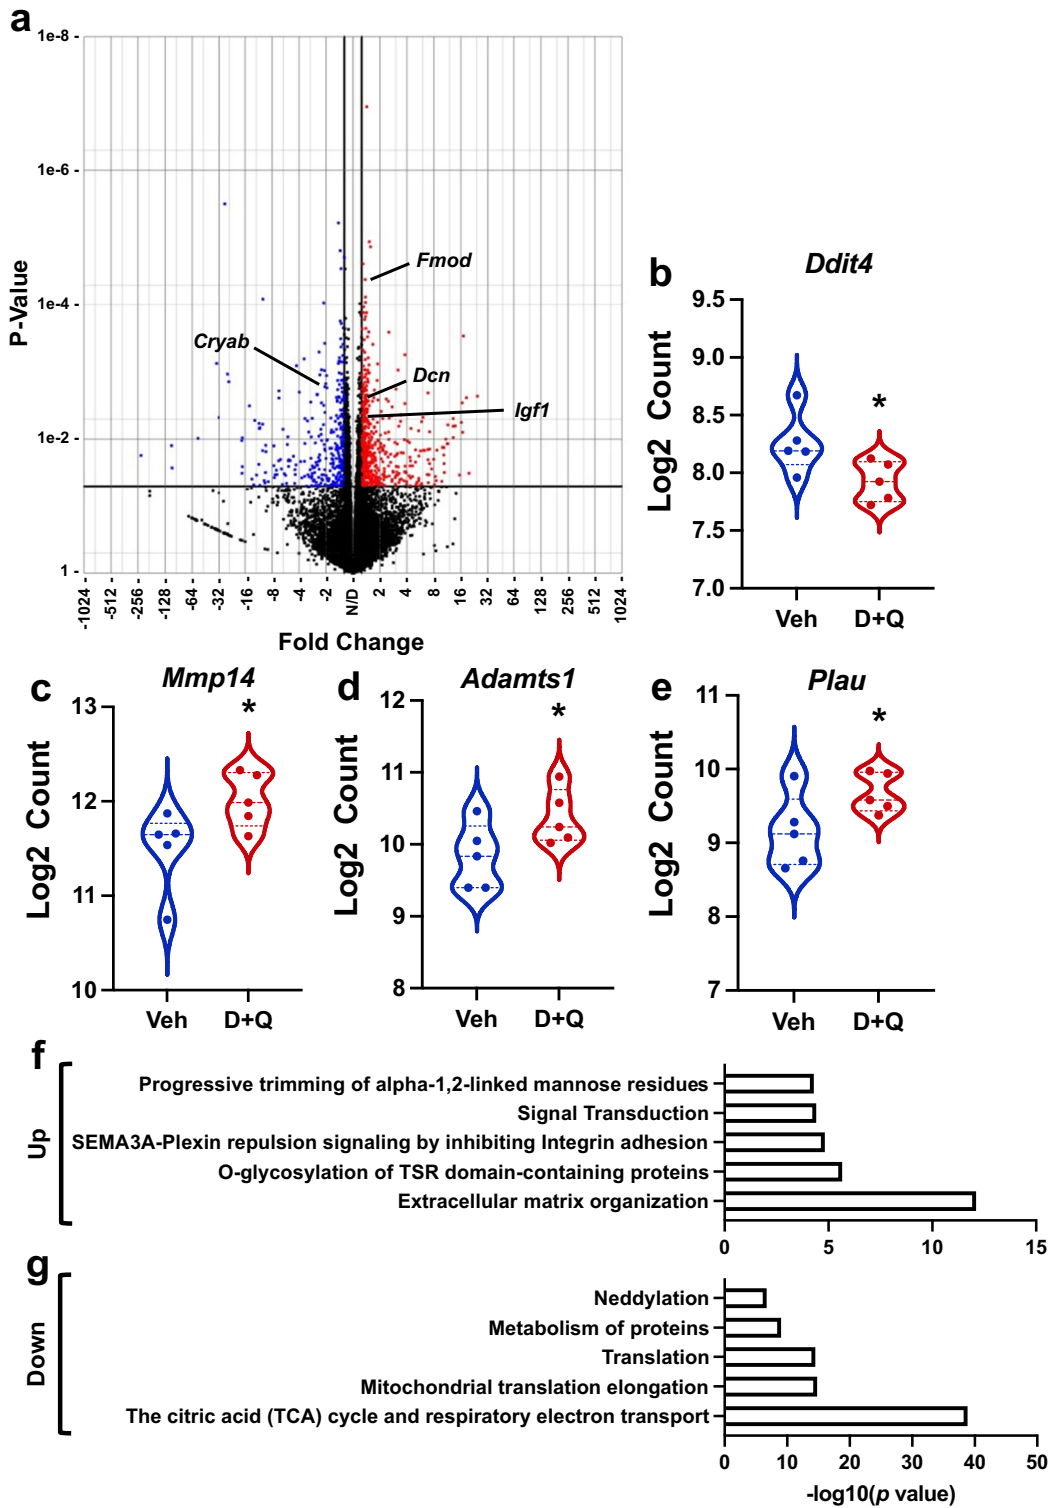 a
1e-8
1e-6
1e-4
1e-2
1
P-Value
Fmod
Cryab
Dcn
Igf1
-1024 -512 -256 -128 -64 -32 -16 -8 -4 -2 N/D 2 4 8 16 32 64 128 256 512 1024
Fold Change
b
Ddit4
Log2 Count
9.5
9.0
8.5
8.0
7.5
7.0
*
Veh D+Q
c
Mmp14
Log2 Count
13
12
11
10
*
Veh D+Q
d
Adamts1
Log2 Count
12
11
10
9
8
*
Veh D+Q
e
Plau
Log2 Count
11
10
9
8
7
*
Veh D+Q
f
Up
Progressive trimming of alpha-1,2-linked mannose residues
Signal Transduction
SEMA3A-Plexin repulsion signaling by inhibiting Integrin adhesion
O-glycosylation of TSR domain-containing proteins
Extracellular matrix organization
0 5 10 15
g
Down
Neddylation
Metabolism of proteins
Translation
Mitochondrial translation elongation
The citric acid (TCA) cycle and respiratory electron transport
0 10 20 30 40 50
-log10(p value)